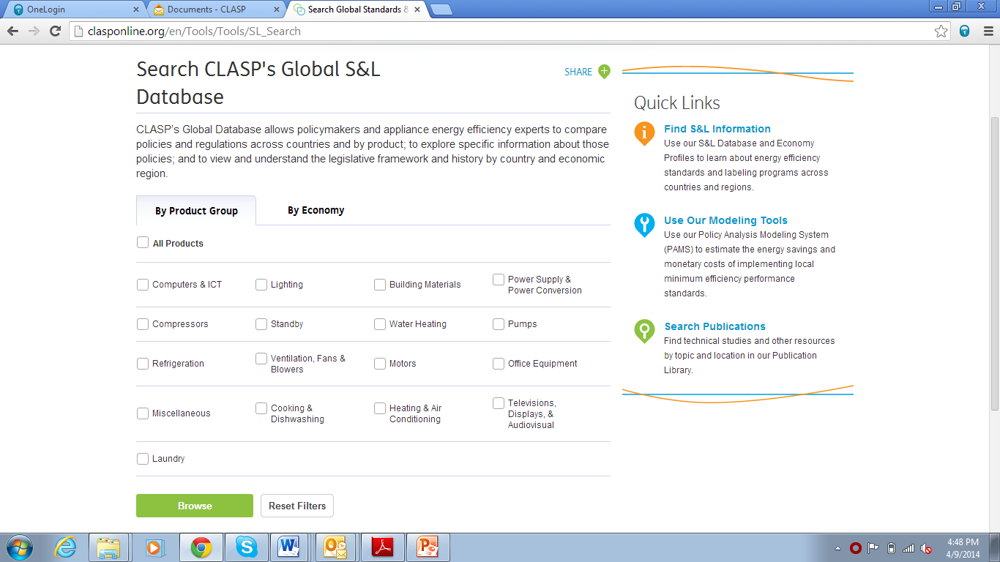 OneLogin
Documents - CLASP
Search Global Standards &
clasponline.org/en/Tools/Tools/SL_Search
Search CLASP's Global S&L
Database
SHARE
CLASP's Global Database allows policymakers and appliance energy efficiency experts to compare
policies and regulations across countries and by product; to explore specific information about those
policies; and to view and understand the legislative framework and history by country and economic
region.
By Product Group
By Economy
All Products
Computers & ICT
Lighting
Building Materials
Power Supply &
Power Conversion
Compressors
Standby
Water Heating
Pumps
Refrigeration
Ventilation, Fans &
Blowers
Motors
Office Equipment
Miscellaneous
Cooking &
Dishwashing
Heating & Air
Conditioning
Televisions,
Displays, &
Audiovisual
Laundry
Browse
Reset Filters
Quick Links
Find S&L Information
Use our S&L Database and Economy
Profiles to learn about energy efficiency
standards and labeling programs across
countries and regions.
Use Our Modeling Tools
Use our Policy Analysis Modeling System
(PAMS) to estimate the energy savings and
monetary costs of implementing local
minimum efficiency performance
standards.
Search Publications
Find technical studies and other resources
by topic and location in our Publication
Library.
4:48 PM
4/9/2014